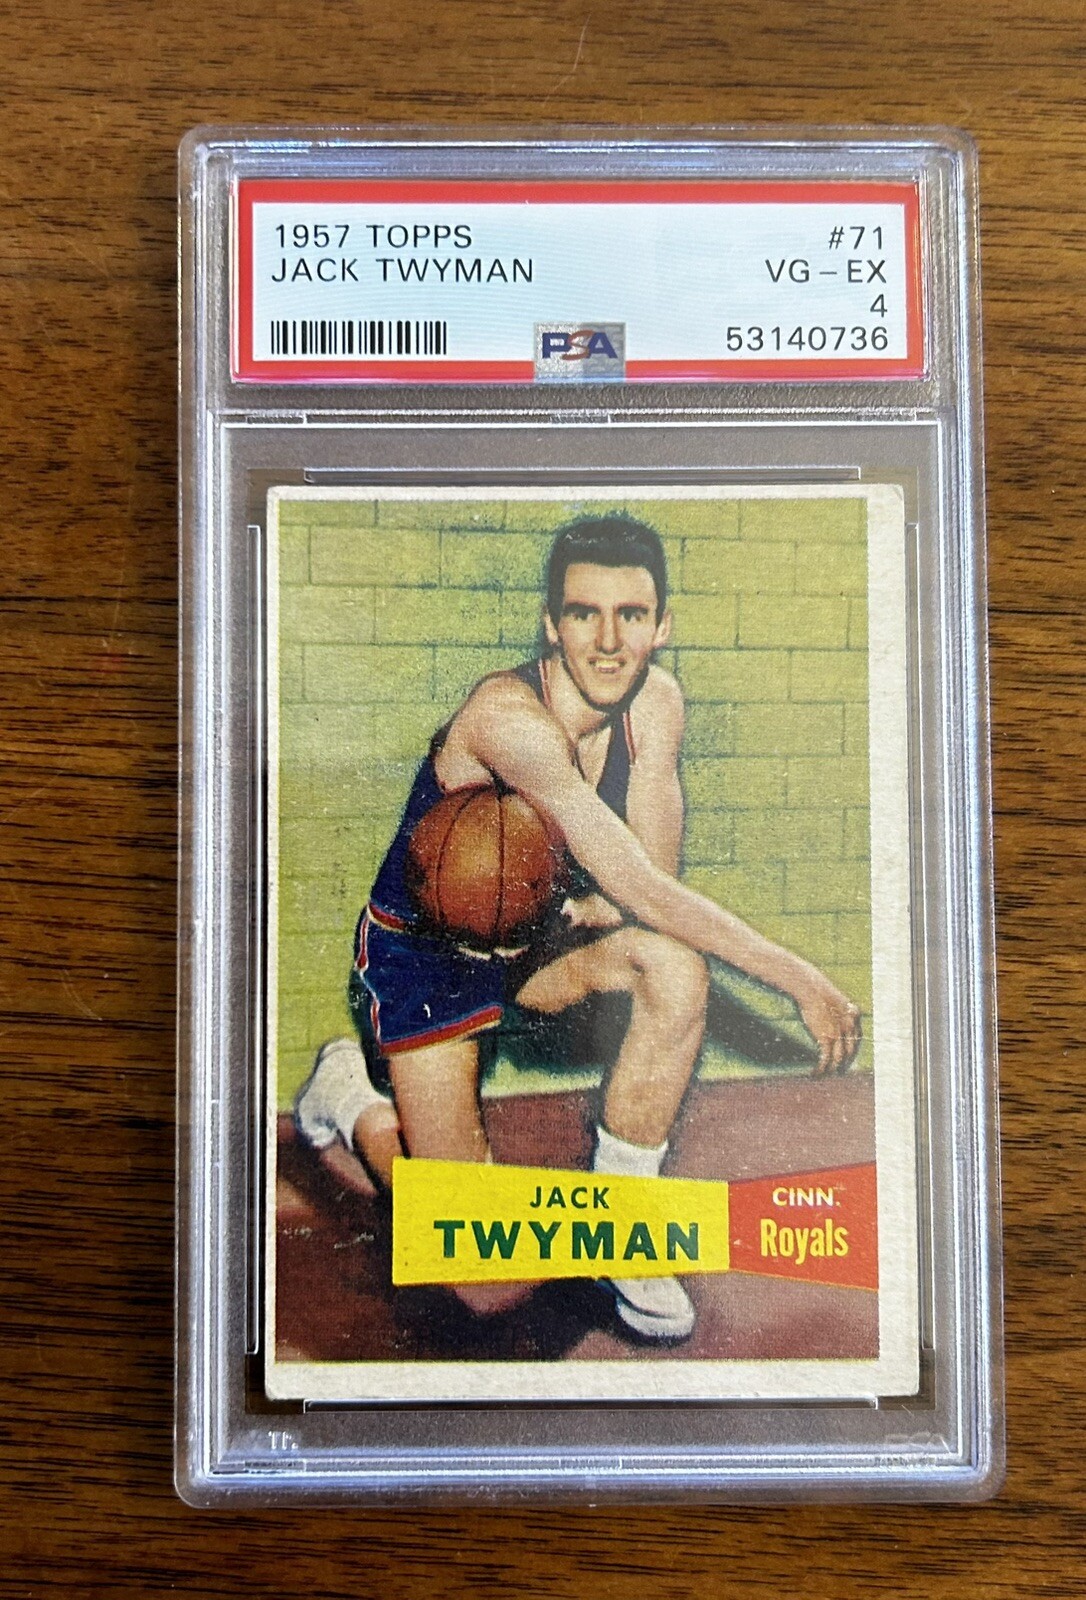 1957 TOPPS #71
JACK TWYMAN VG - EX
4
53140736
PSA
JACK
TWYMAN
CINN.
Royals